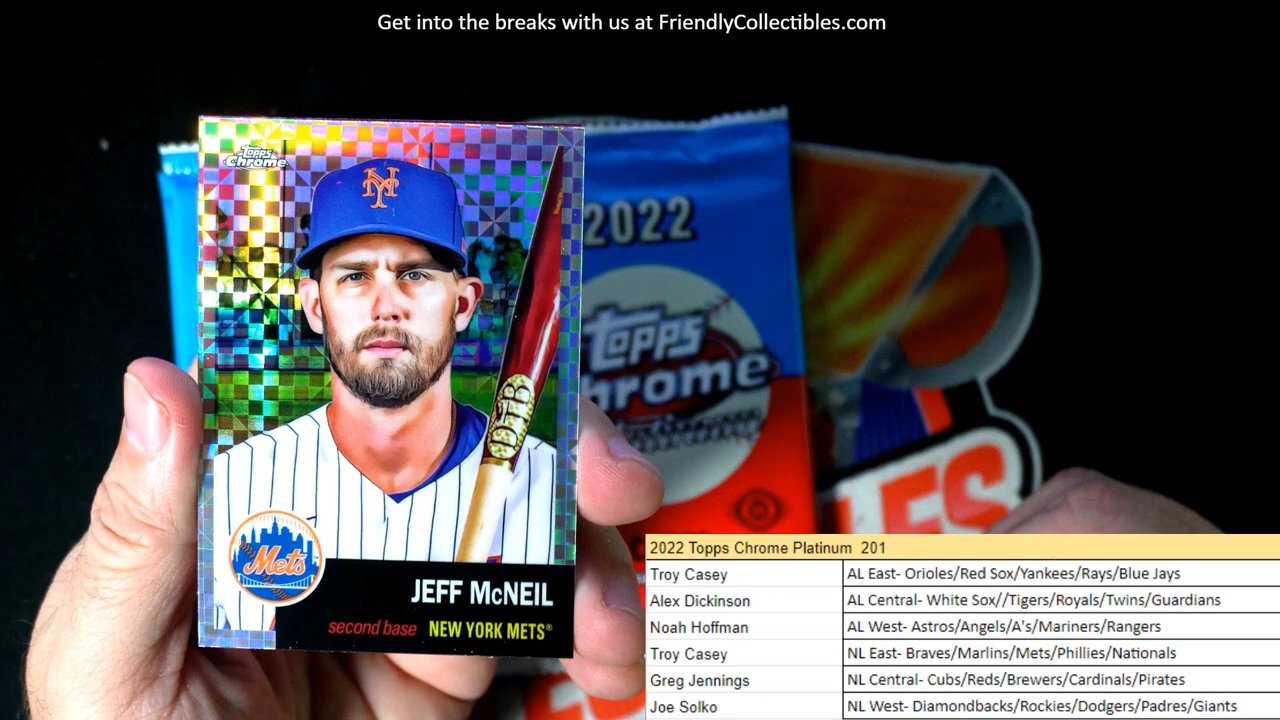 Get into the breaks with us at FriendlyCollectibles.com
Topps
Chrome
NY
DTB
Mets
JEFF McNEIL
second base NEW YORK METS®
2022
Topps
Chrome
ES
2022 Topps Chrome Platinum 201
Troy Casey AL East- Orioles/Red Sox/Yankees/Rays/Blue Jays
Alex Dickinson AL Central- White Sox//Tigers/Royals/Twins/Guardians
Noah Hoffman AL West- Astros/Angels/A's/Mariners/Rangers
Troy Casey NL East- Braves/Marlins/Mets/Phillies/Nationals
Greg Jennings NL Central- Cubs/Reds/Brewers/Cardinals/Pirates
Joe Solko NL West- Diamondbacks/Rockies/Dodgers/Padres/Giants